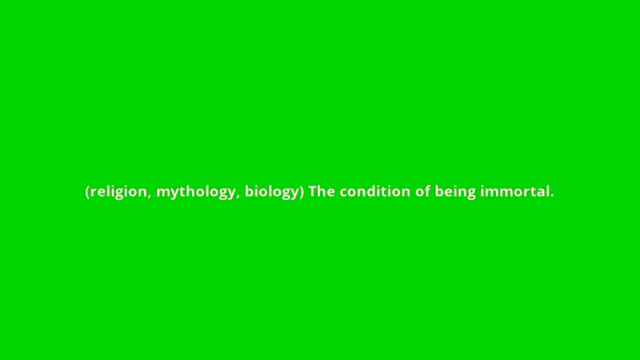 (religion, mythology, biology) The condition of being immortal.